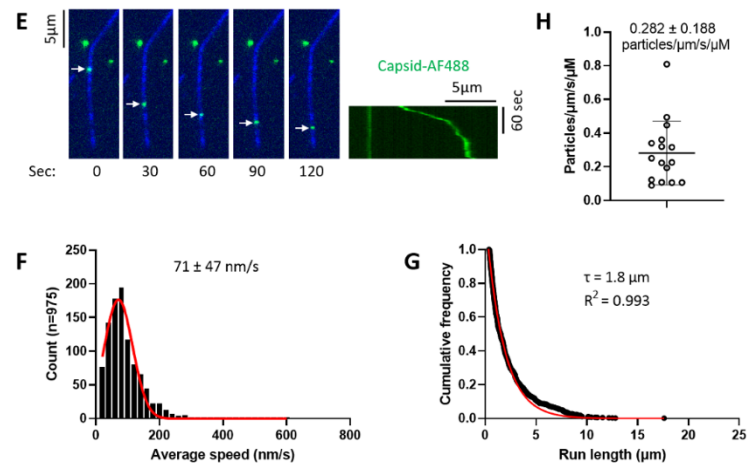 E
5μm
Sec: 0 30 60 90 120
Capsid-AF488
5μm
60 sec
H
0.282 ± 0.188
particles/μm/s/μM
Particles/μm/s/μM
1.0
0.8
0.6
0.4
0.2
0.0
F
71 ± 47 nm/s
Count (n=975)
250
200
150
100
50
0
0 200 400 600 800
Average speed (nm/s)
G
τ = 1.8 μm
R² = 0.993
Cumulative frequency
1.0
0.8
0.6
0.4
0.2
0.0
0 5 10 15 20 25
Run length (μm)